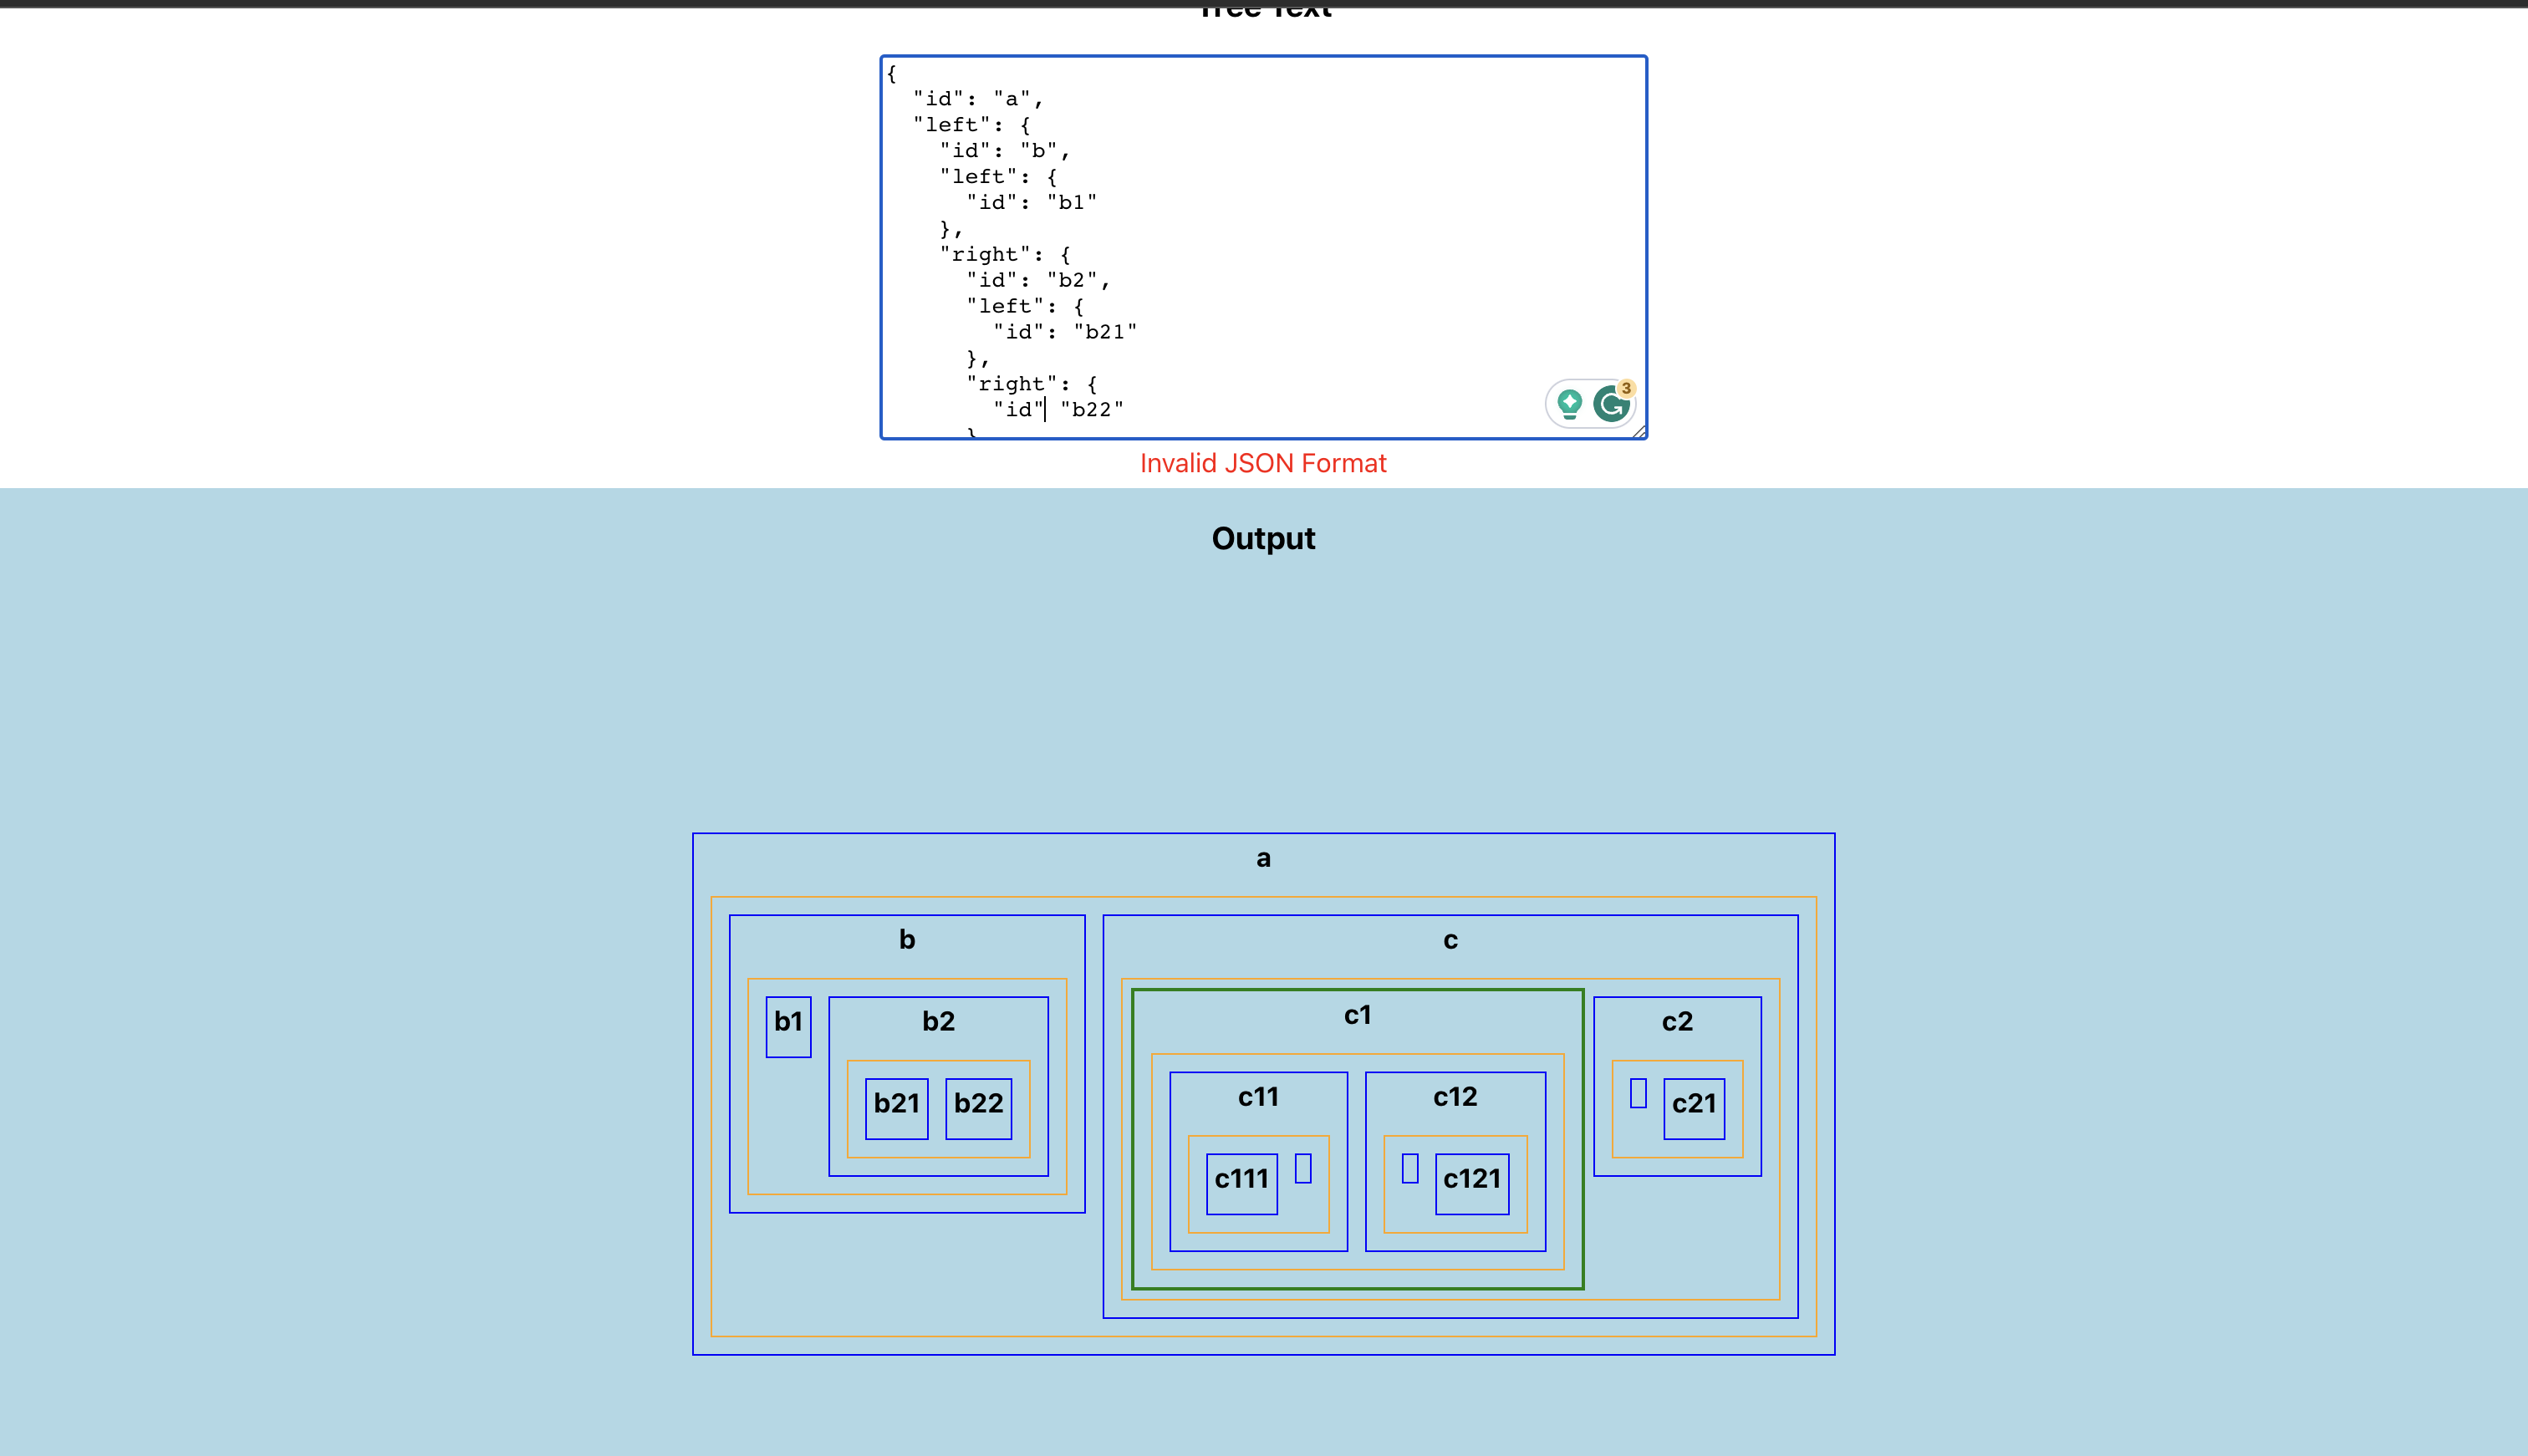 Tree Text
{
"id": "a",
"left": {
"id": "b",
"left": {
"id": "b1"
},
"right": {
"id": "b2",
"left": {
"id": "b21"
},
"right": {
"id" "b22"
}
3
Invalid JSON Format
Output
a
b
c
b1
b2
c1
c2
b21
b22
c11
c12
c21
c111
c121